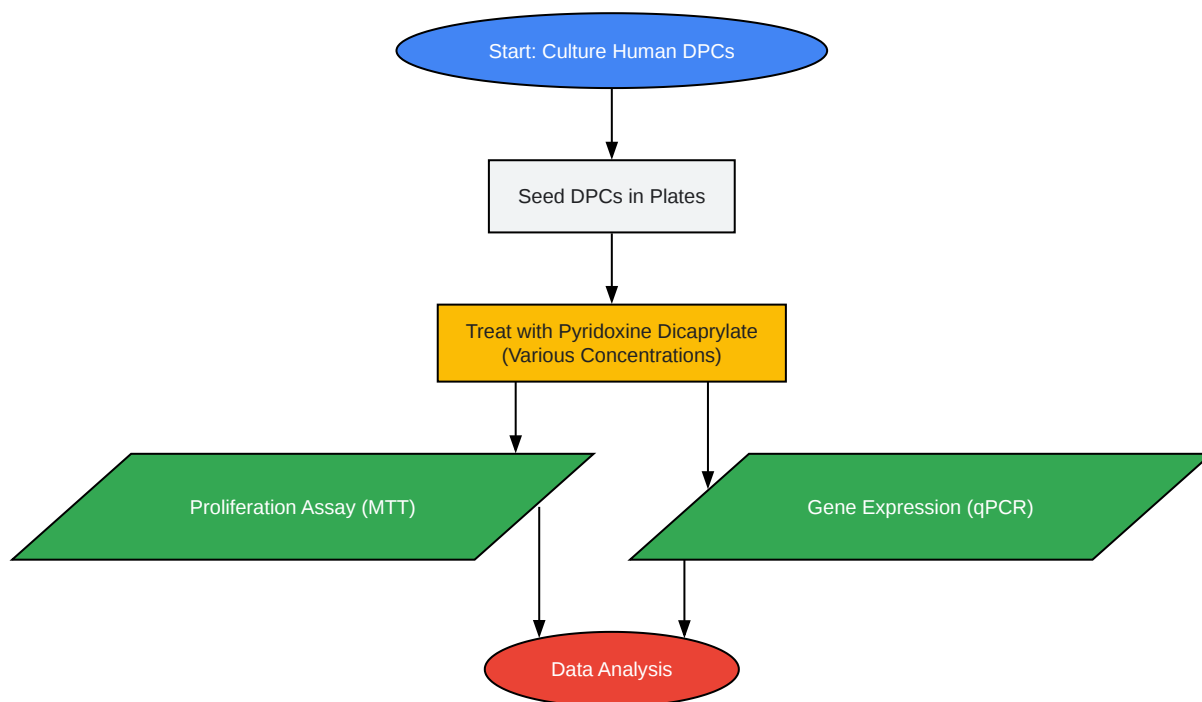 Start: Culture Human DPCs
Seed DPCs in Plates
Treat with Pyridoxine Dicaprylate
(Various Concentrations)
Proliferation Assay (MTT)
Gene Expression (qPCR)
Data Analysis